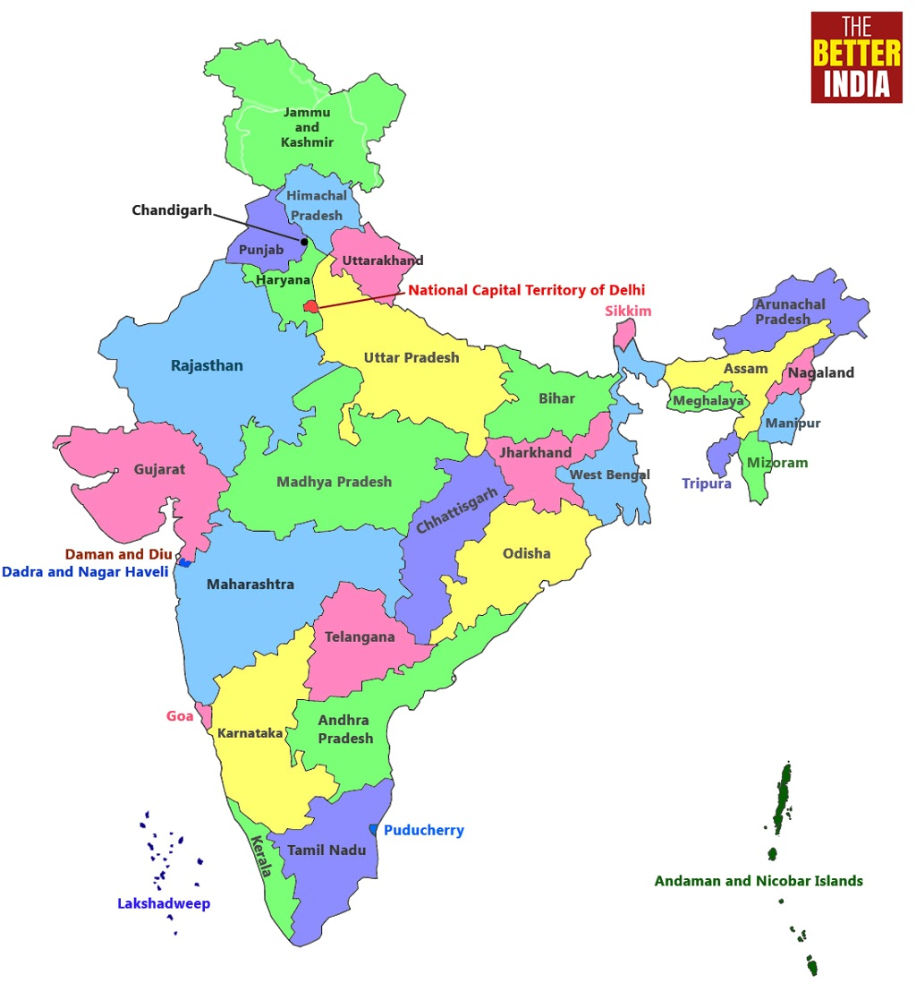 THE
BETTER
INDIA
Jammu
and
Kashmir
Himachal
Pradesh
Chandigarh
Punjab
Uttarakhand
Haryana
National Capital Territory of Delhi
Sikkim
Arunachal
Pradesh
Rajasthan
Uttar Pradesh
Assam
Nagaland
Bihar
Meghalaya
Manipur
Jharkhand
Gujarat
Mizoram
West Bengal
Madhya Pradesh
Tripura
Chhattisgarh
Daman and Diu
Odisha
Dadra and Nagar Haveli
Maharashtra
Telangana
Goa
Andhra
Pradesh
Karnataka
Puducherry
Kerala
Tamil Nadu
Andaman and Nicobar Islands
Lakshadweep